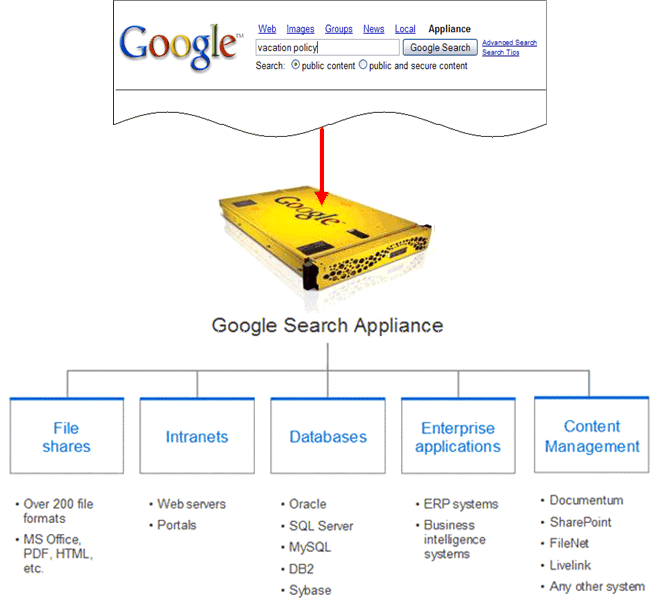 Web Images Groups News Local Appliance
Google™
vacation policy
Google Search
Advanced Search
Search Tips
Search: public content public and secure content
Google
Google Search Appliance
File
shares
Intranets
Databases
Enterprise
applications
Content
Management
• Over 200 file
formats
• MS Office,
PDF, HTML,
etc.
• Web servers
• Portals
• Oracle
• SQL Server
• MySQL
• DB2
• Sybase
• ERP systems
• Business
intelligence
systems
• Documentum
• SharePoint
• FileNet
• Livelink
• Any other system